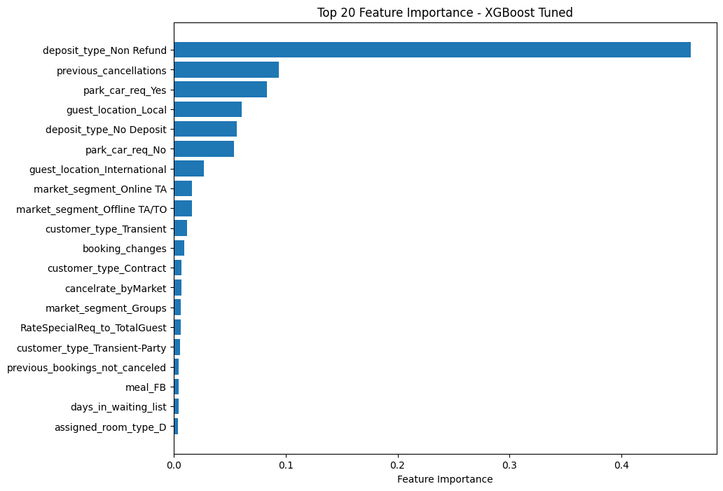 Top 20 Feature Importance - XGBoost Tuned
deposit_type_Non Refund
previous_cancellations
park_car_req_Yes
guest_location_Local
deposit_type_No Deposit
park_car_req_No
guest_location_International
market_segment_Online TA
market_segment_Offline TA/TO
customer_type_Transient
booking_changes
customer_type_Contract
cancelrate_byMarket
market_segment_Groups
RateSpecialReq_to_TotalGuest
customer_type_Transient-Party
previous_bookings_not_canceled
meal_FB
days_in_waiting_list
assigned_room_type_D
0.0 0.1 0.2 0.3 0.4
Feature Importance